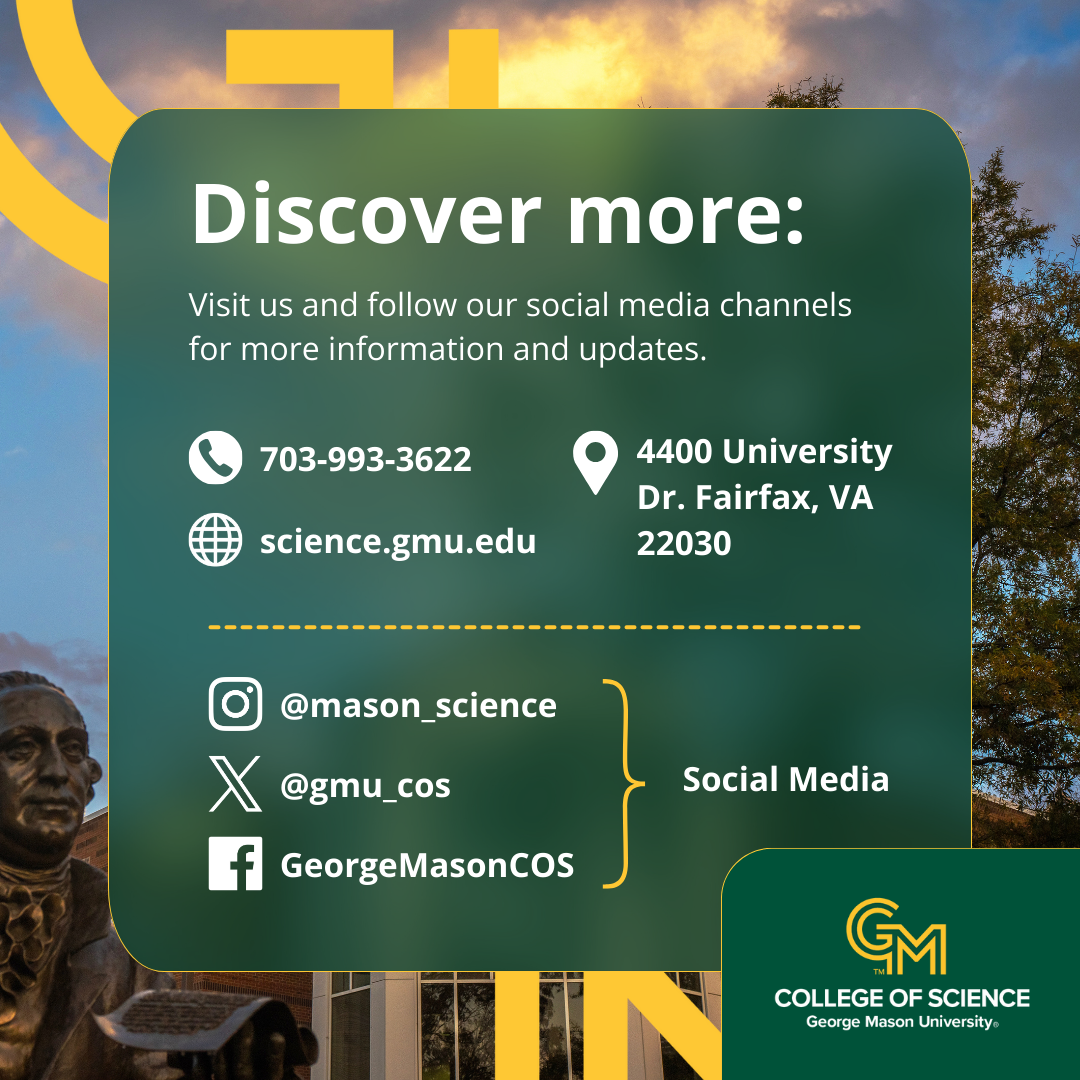 Discover more:
Visit us and follow our social media channels
for more information and updates.
703-993-3622
science.gmu.edu
4400 University
Dr. Fairfax, VA
22030
@mason_science
@gmu_cos
GeorgeMasonCOS
Social Media
GM
TM
COLLEGE OF SCIENCE
George Mason University®